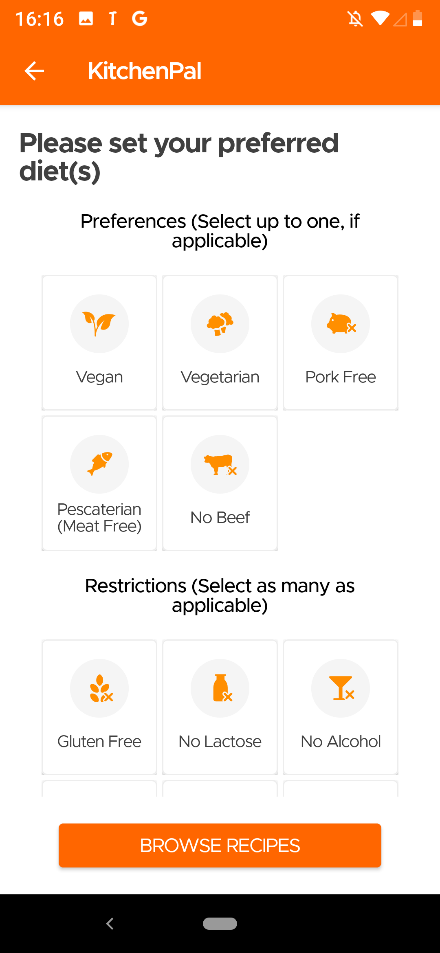 16:16
KitchenPal
Please set your preferred
diet(s)
Preferences (Select up to one, if
applicable)
Vegan
Vegetarian
Pork Free
Pescaterian
(Meat Free)
No Beef
Restrictions (Select as many as
applicable)
Gluten Free
No Lactose
No Alcohol
BROWSE RECIPES